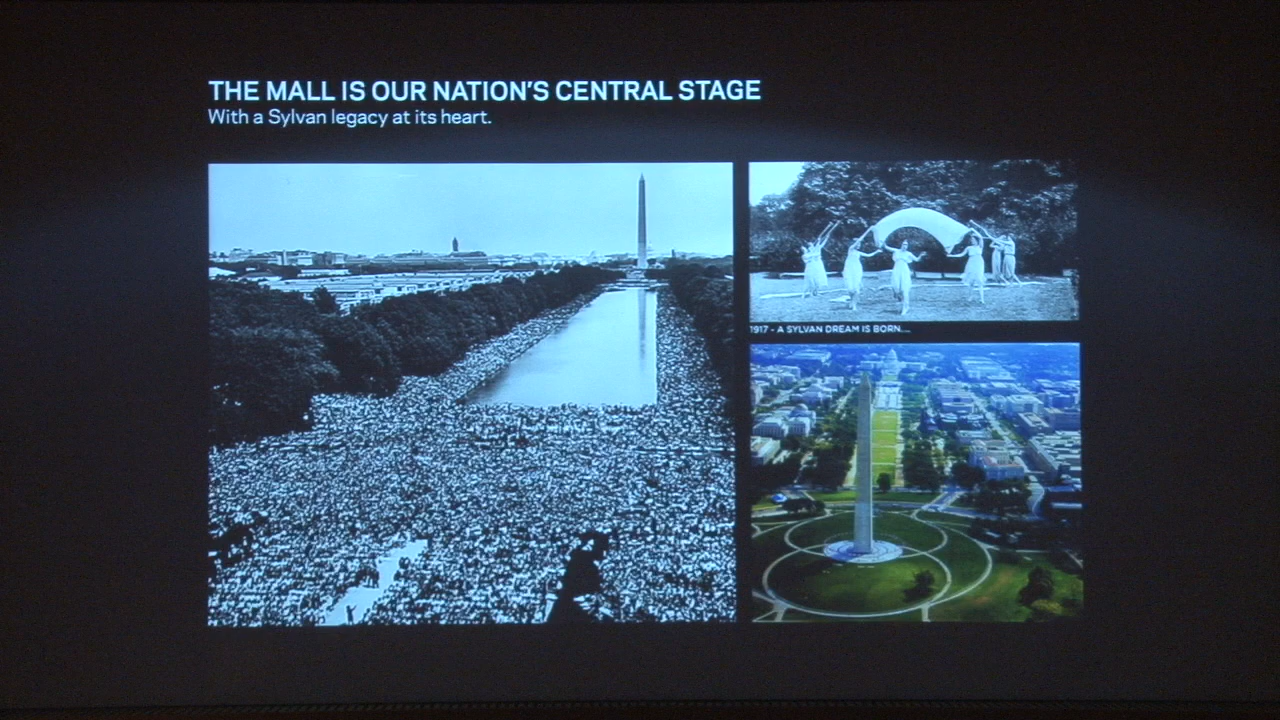 THE MALL IS OUR NATION'S CENTRAL STAGE
With a Sylvan legacy at its heart.
1917 - A SYLVAN DREAM IS BORN....